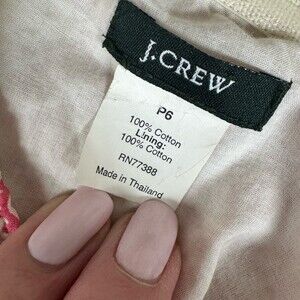 J.CREW
P6
100% Cotton
Lining:
100% Cotton
RN77388
Made in Thailand